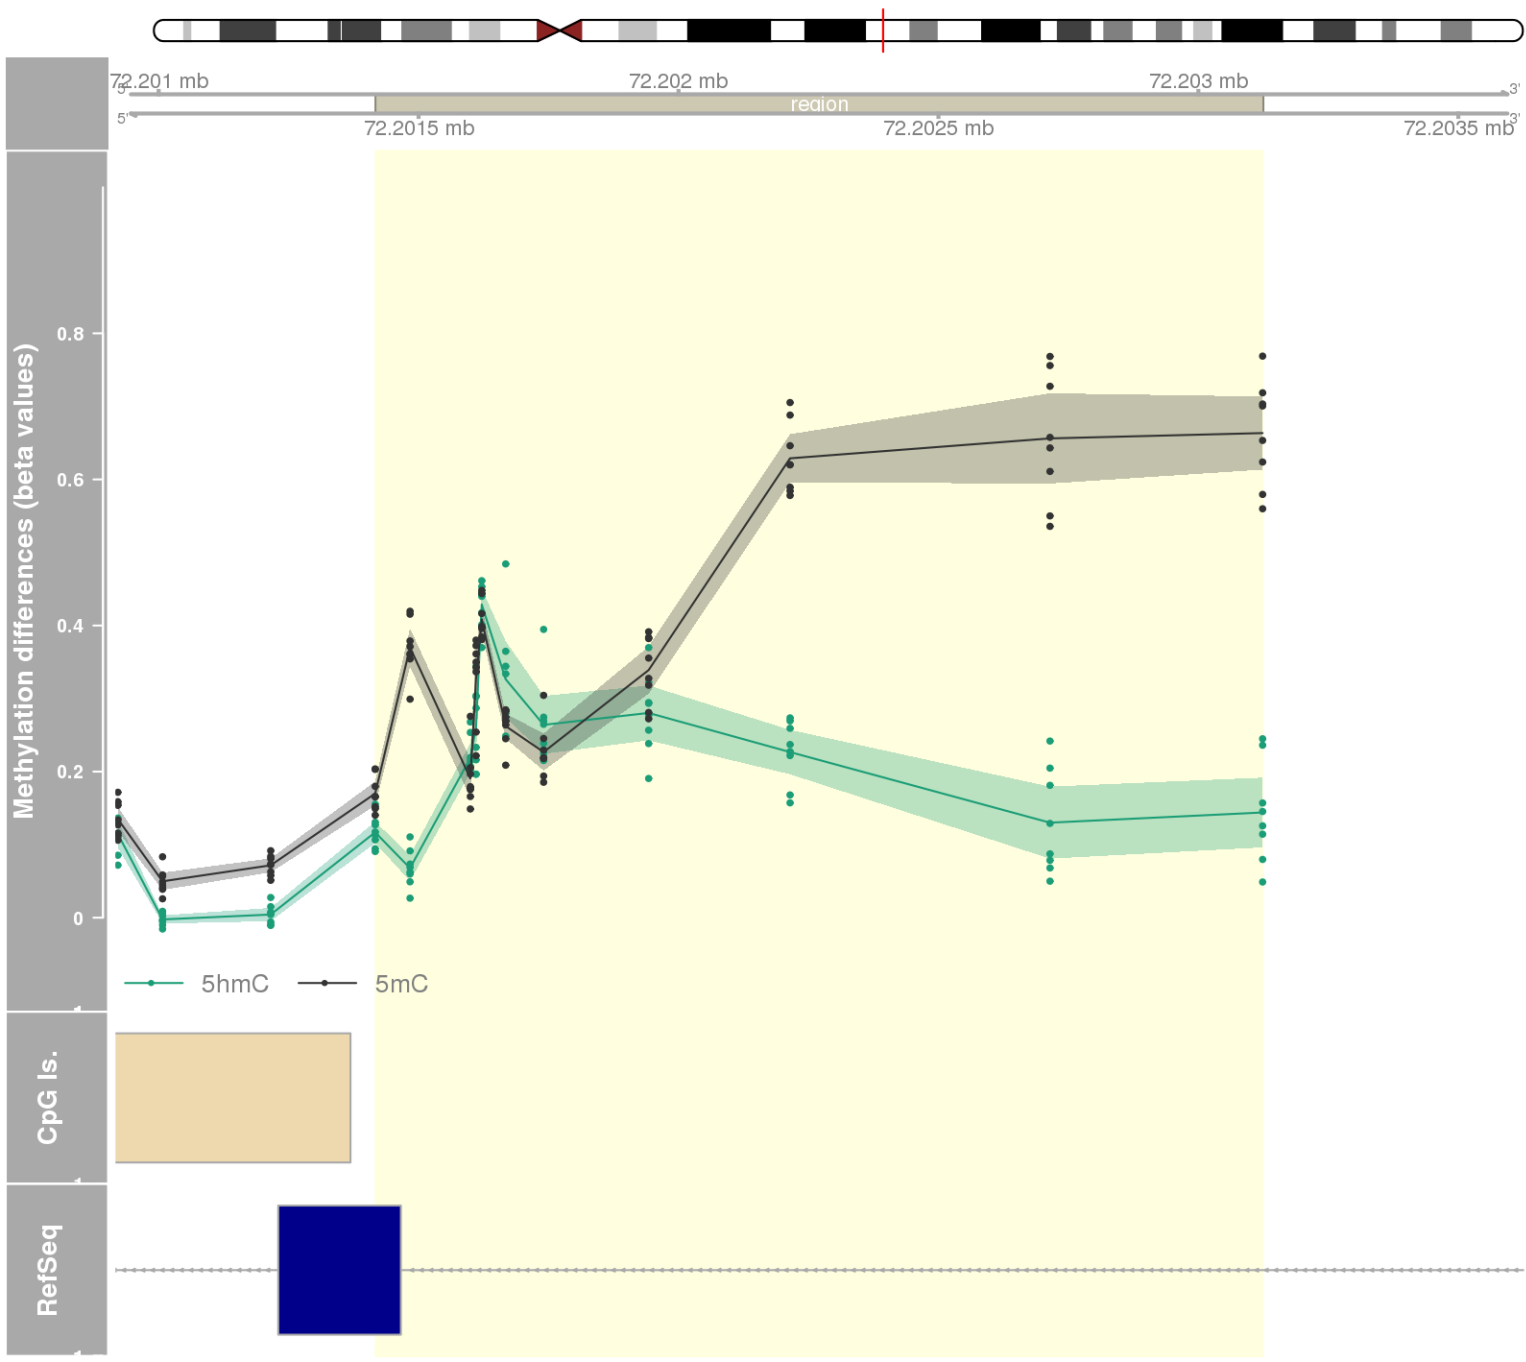 72.201 mb
72.202 mb
72.203 mb
5'
3'
region
5'
3'
72.2015 mb
72.2025 mb
72.2035 mb
Methylation differences (beta values)
0.8
0.6
0.4
0.2
0
5hmC
5mC
CpG Is.
RefSeq